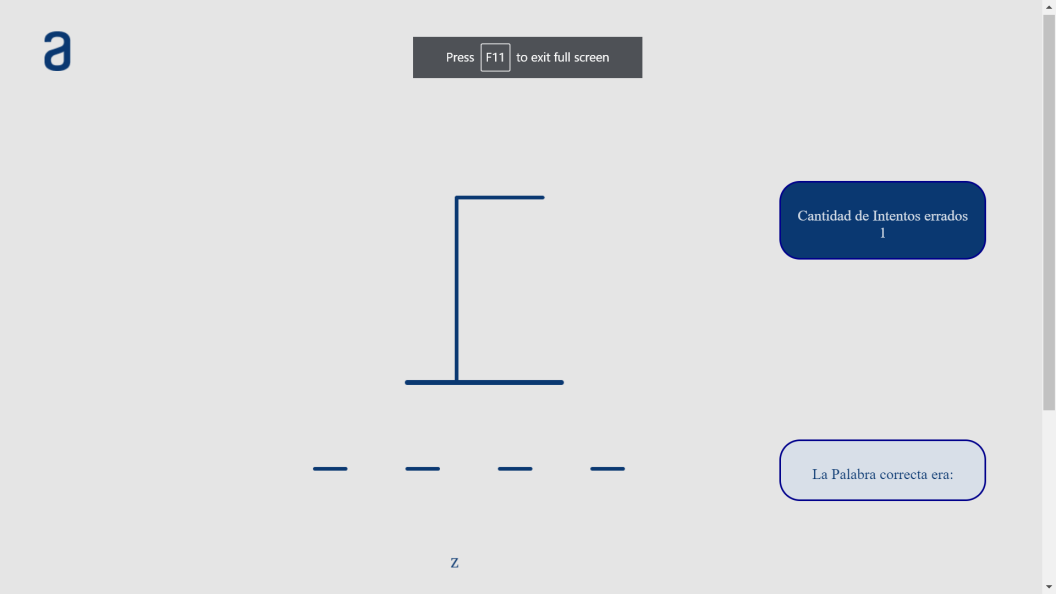 a
Press F11 to exit full screen
Cantidad de Intentos errados
1
La Palabra correcta era:
z